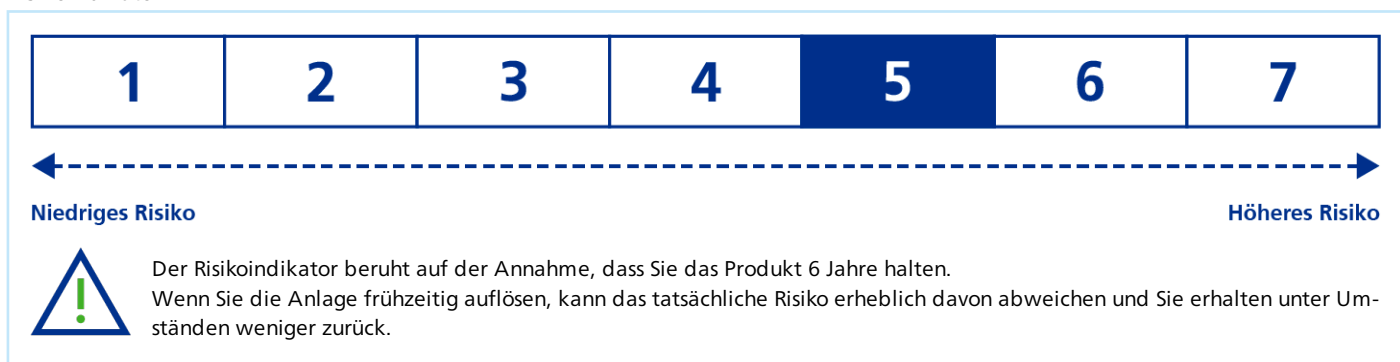 1 2 3 4 5 6 7
Niedriges Risiko Höheres Risiko
Der Risikoindikator beruht auf der Annahme, dass Sie das Produkt 6 Jahre halten.
Wenn Sie die Anlage frühzeitig auflösen, kann das tatsächliche Risiko erheblich davon abweichen und Sie erhalten unter Um-
ständen weniger zurück.